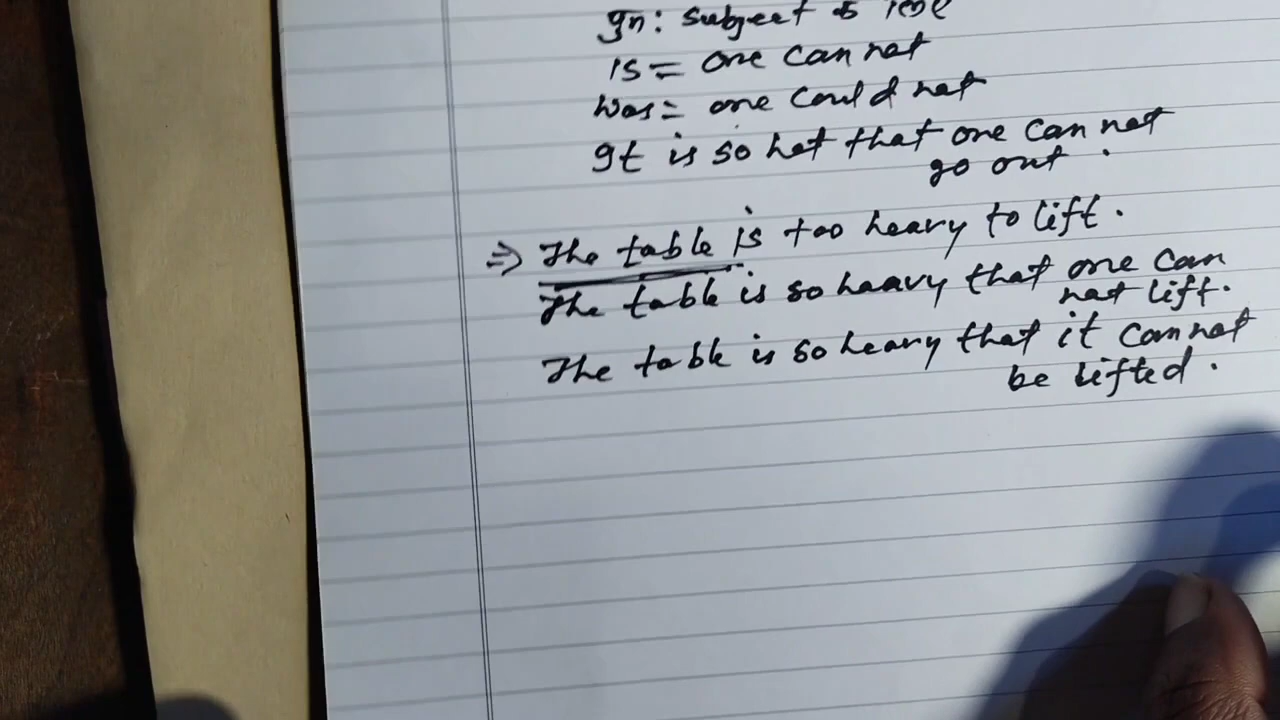 In: subject
is = one can not
was = one could not
It is so hot that one can not
go out.
⇒ The table is too heavy to lift.
The table is so heavy that one can
not lift.
The table is so heavy that it can not
be lifted.